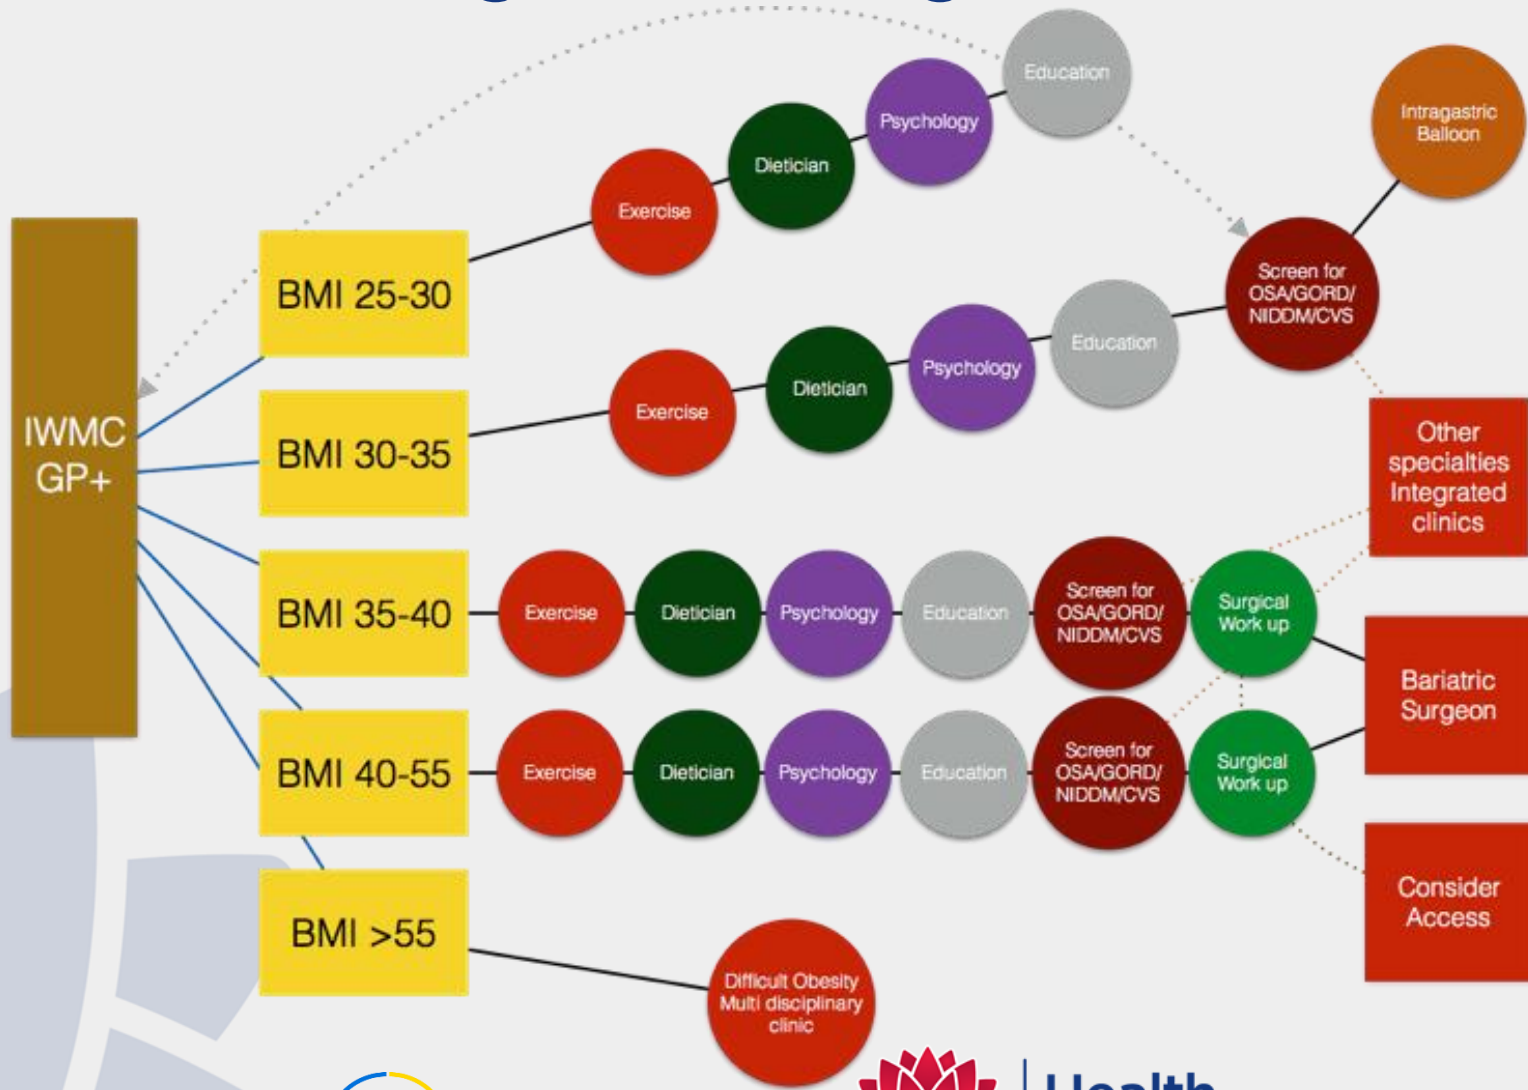 Education
Intragastric
Balloon
Psychology
Dietician
Exercise
Screen for
OSA/GORD/
NIDDM/CVS
BMI 25-30
Education
Psychology
Dietician
Exercise
IWMC
GP+
BMI 30-35
Other
specialties
Integrated
clinics
BMI 35-40
Exercise
Dietician
Psychology
Education
Screen for
OSA/GORD/
NIDDM/CVS
Surgical
Work up
Bariatric
Surgeon
BMI 40-55
Exercise
Dietician
Psychology
Education
Screen for
OSA/GORD/
NIDDM/CVS
Surgical
Work up
Consider
Access
BMI >55
Difficult Obesity
Multi disciplinary
clinic
Health